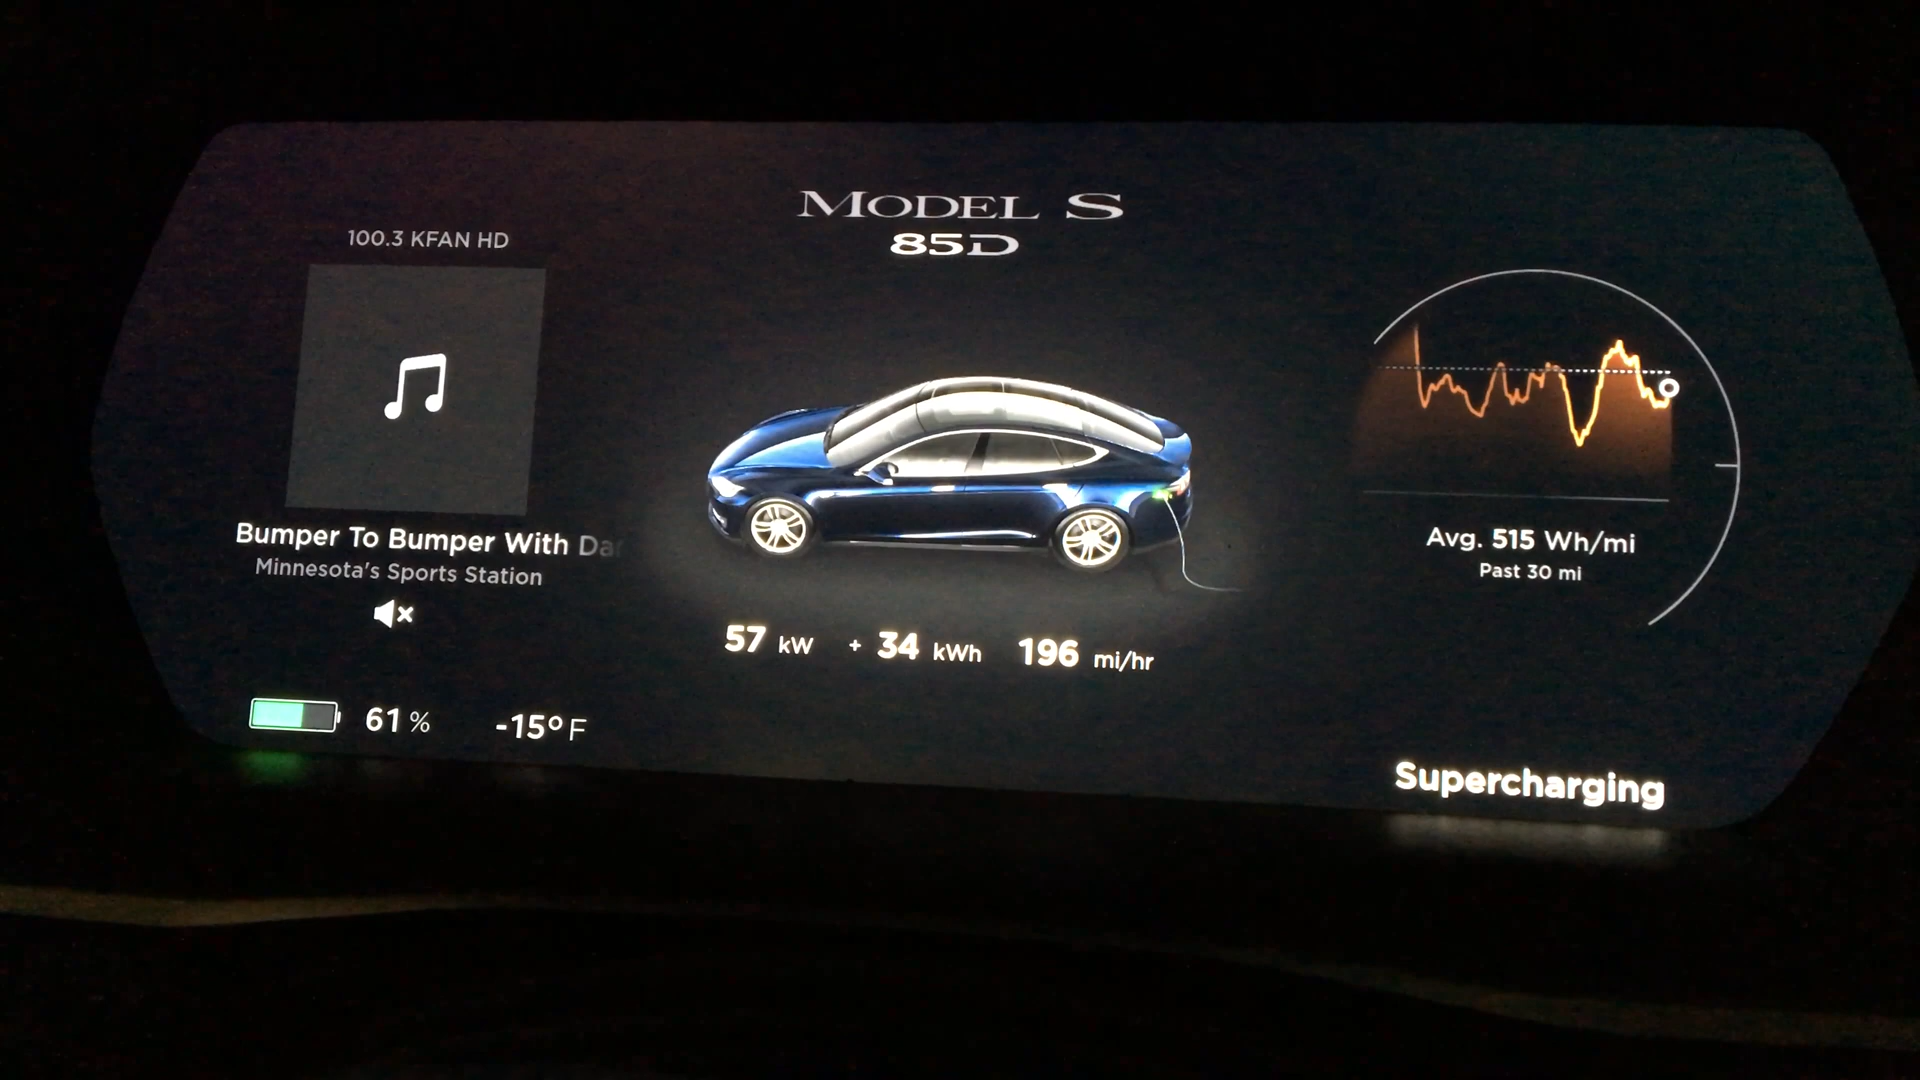 MODEL S
85D
100.3 KFAN HD
Bumper To Bumper With Da
Minnesota's Sports Station
57 kW + 34 kWh 196 mi/hr
61 % -15° F
Avg. 515 Wh/mi
Past 30 mi
Supercharging